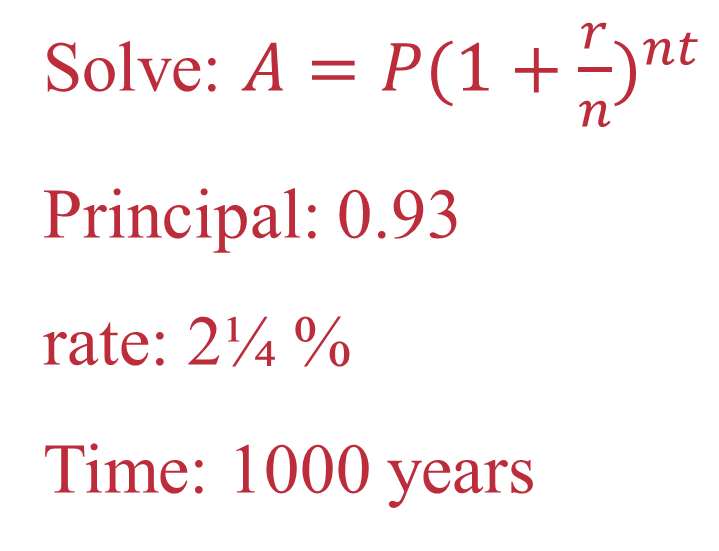 Solve: A = P(1 + r/n)^nt
Principal: 0.93
rate: 2¼ %
Time: 1000 years